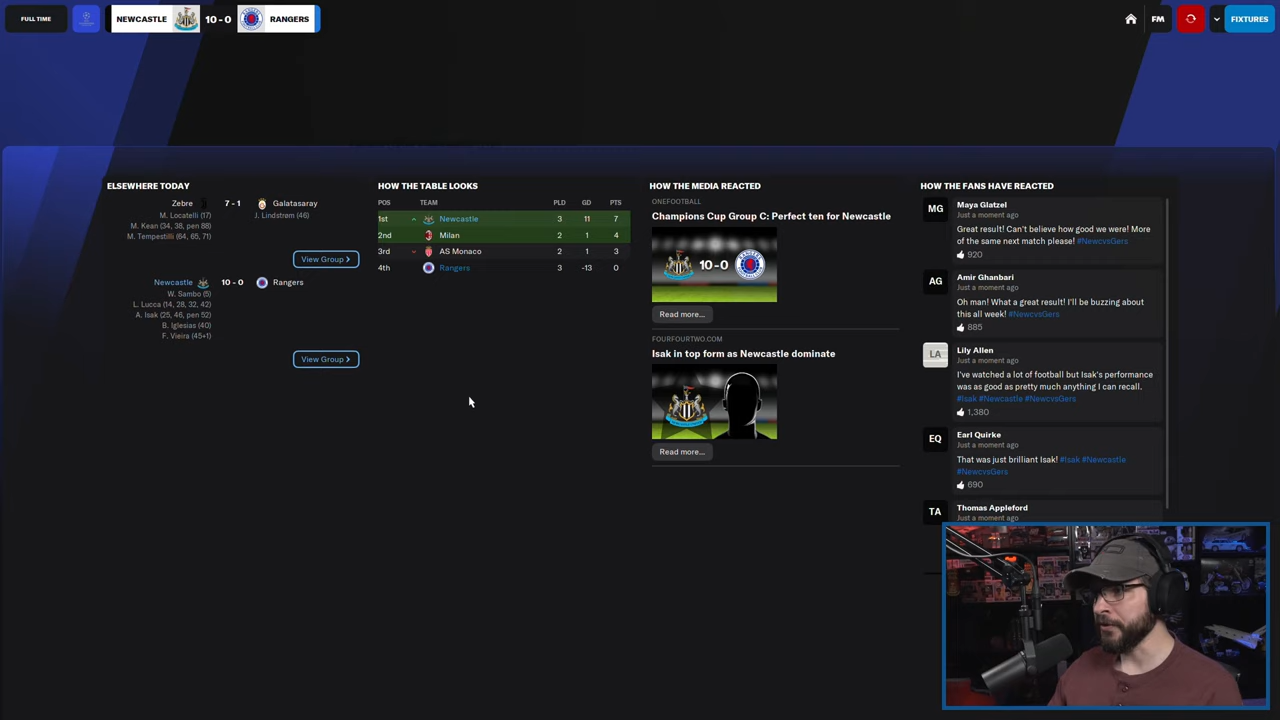 FULL TIME
NEWCASTLE
10 - 0
RANGERS
FM
FIXTURES
ELSEWHERE TODAY
Zebre 7 - 1 Galatasaray
M. Locatelli (17) J. Lindstrøm (46)
M. Kean (34, 38, pen 88)
M. Tempestilli (64, 65, 71)
View Group
Newcastle 10 - 0 Rangers
W. Sambo (5)
L. Lucca (14, 28, 32, 42)
A. Isak (25, 46, pen 52)
B. Iglesias (40)
F. Vieira (45+1)
View Group
HOW THE TABLE LOOKS
POS TEAM PLD GD PTS
1st Newcastle 3 11 7
2nd Milan 2 1 4
3rd AS Monaco 2 1 3
4th Rangers 3 -13 0
HOW THE MEDIA REACTED
ONEFOOTBALL
Champions Cup Group C: Perfect ten for Newcastle
10-0
Read more...
FOURFOURTWO.COM
Isak in top form as Newcastle dominate
Read more...
HOW THE FANS HAVE REACTED
MG
Maya Glatzel
Just a moment ago
Great result! Can't believe how good we were! More
of the same next match please! #NewcvsGers
920
AG
Amir Ghanbari
Just a moment ago
Oh man! What a great result! I'll be buzzing about
this all week! #NewcvsGers
885
LA
Lily Allen
Just a moment ago
I've watched a lot of football but Isak's performance
was as good as pretty much anything I can recall.
#Isak #Newcastle #NewcvsGers
1,380
EQ
Earl Quirke
Just a moment ago
That was just brilliant Isak! #Isak #Newcastle
#NewcvsGers
690
TA
Thomas Appleford
Just a moment ago